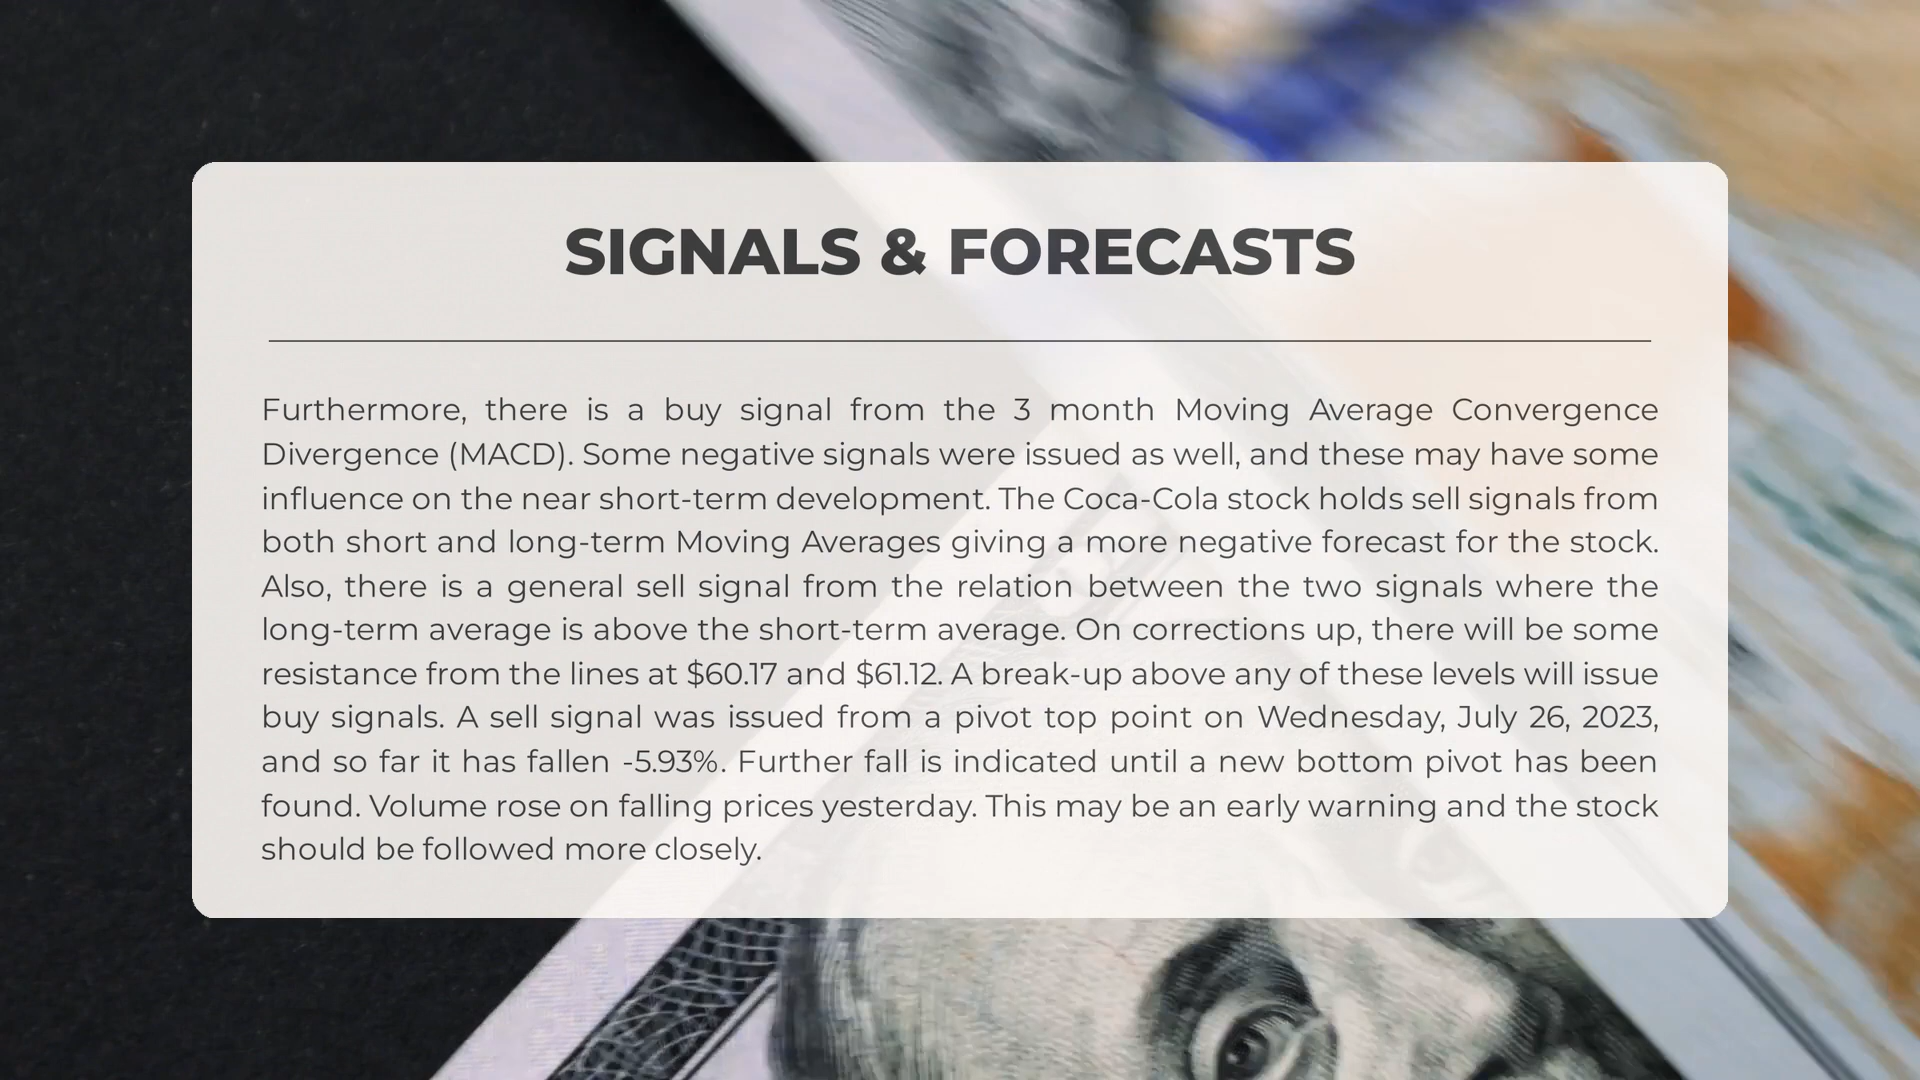 SIGNALS & FORECASTS
Furthermore, there is a buy signal from the 3 month Moving Average Convergence
Divergence (MACD). Some negative signals were issued as well, and these may have some
influence on the near short-term development. The Coca-Cola stock holds sell signals from
both short and long-term Moving Averages giving a more negative forecast for the stock.
Also, there is a general sell signal from the relation between the two signals where the
long-term average is above the short-term average. On corrections up, there will be some
resistance from the lines at $60.17 and $61.12. A break-up above any of these levels will issue
buy signals. A sell signal was issued from a pivot top point on Wednesday, July 26, 2023,
and so far it has fallen -5.93%. Further fall is indicated until a new bottom pivot has been
found. Volume rose on falling prices yesterday. This may be an early warning and the stock
should be followed more closely.